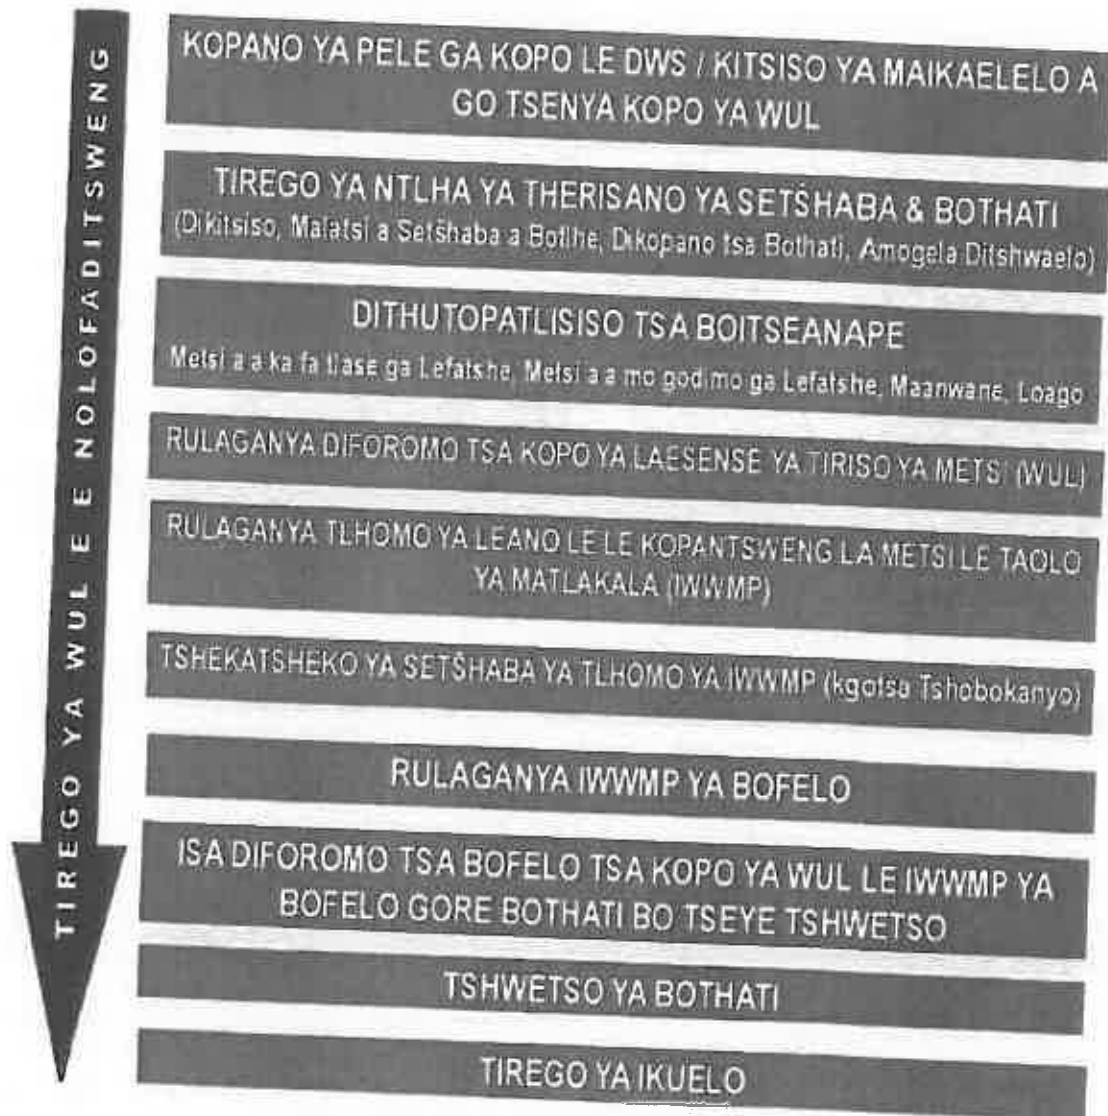 TIREGO YA WUL E NOLOFADITSWENG
KOPANO YA PELE GA KOPO LE DWS / KITSISO YA MAIKAELELO A
GO TSENYA KOPO YA WUL
TIREGO YA NTLHA YA THERISANO YA SETŠHABA & BOTHATI
(Dikitsiso, Malatsi a Setšhaba a Botlhe, Dikopano tsa Bothati, Amogela Ditshwaelo)
DITHUTOPATLISISO TSA BOITSEANAPE
Metsi a a ka fa tlase ga Lefatshe, Metsi a a mo godimo ga Lefatshe, Maanwane, Loago
RULAGANYA DIFOROMO TSA KOPO YA LAESENSE YA TIRISO YA METSI (WUL)
RULAGANYA TLHOMO YA LEANO LE LE KOPANTSWENG LA METSI LE TAOLO
YA MATLAKALA (IWWMP)
TSHEKATSHEKO YA SETŠHABA YA TLHOMO YA IWWMP (kgotsa Tshobokanyo)
RULAGANYA IWWMP YA BOFELO
ISA DIFOROMO TSA BOFELO TSA KOPO YA WUL LE IWWMP YA
BOFELO GORE BOTHATI BO TSEYE TSHWETSO
TSHWETSO YA BOTHATI
TIREGO YA IKUELO